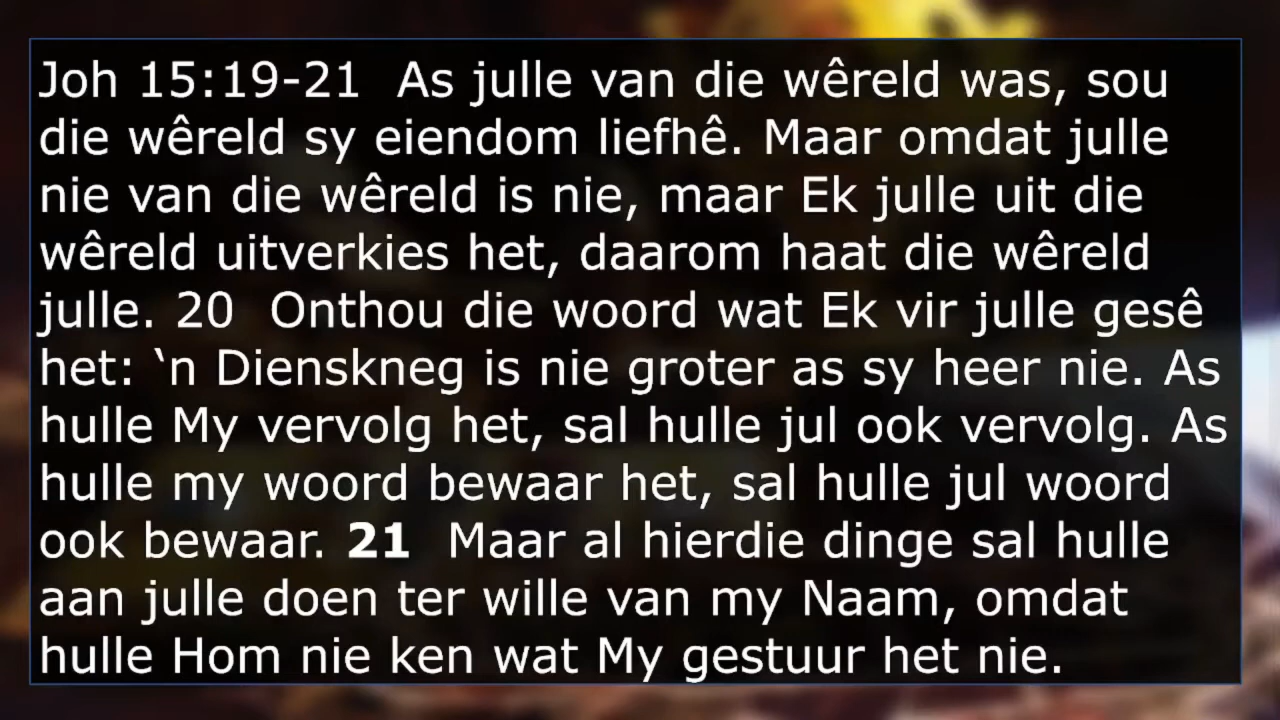 Joh 15:19-21  As julle van die wêreld was, sou
die wêreld sy eiendom liefhê. Maar omdat julle
nie van die wêreld is nie, maar Ek julle uit die
wêreld uitverkies het, daarom haat die wêreld
julle. 20  Onthou die woord wat Ek vir julle gesê
het: ‛n Diensknegis nie groter as sy heer nie. As
hulle My vervolg het, sal hulle jul ook vervolg. As
hulle my woord bewaar het, sal hulle jul woord
ook bewaar. 21  Maar al hierdie dinge sal hulle
aan julle doen ter wille van my Naam, omdat
hulle Hom nie ken wat My gestuur het nie.